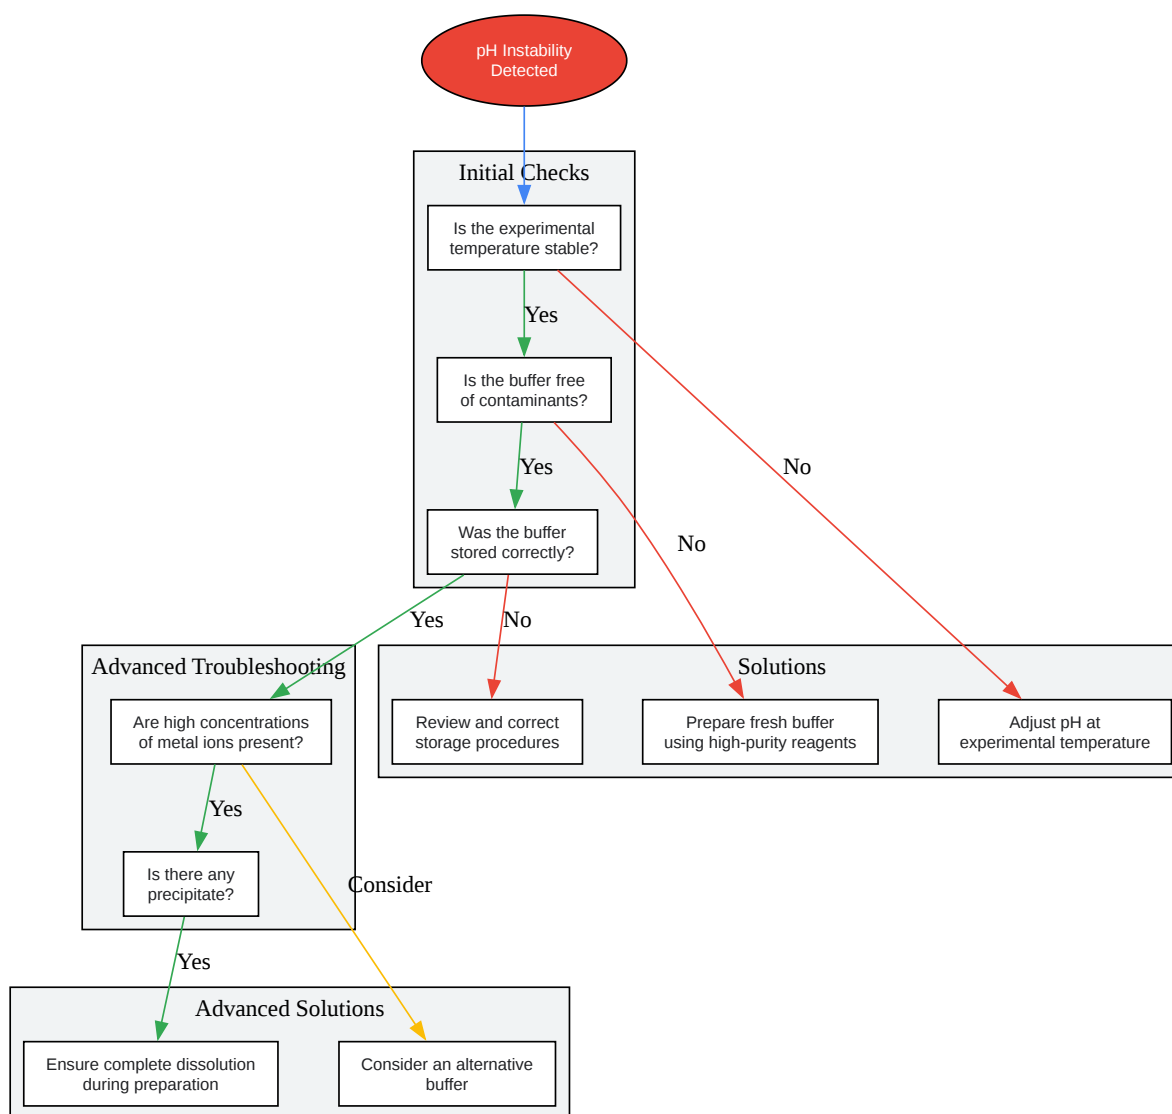 pH Instability
Detected
Initial Checks
Is the experimental
temperature stable?
Yes
Is the buffer free
of contaminants?
Yes
No
Was the buffer
stored correctly?
No
Yes
No
Advanced Troubleshooting
Solutions
Are high concentrations
of metal ions present?
Review and correct
storage procedures
Prepare fresh buffer
using high-purity reagents
Adjust pH at
experimental temperature
Yes
Is there any
precipitate?
Consider
Yes
Advanced Solutions
Ensure complete dissolution
during preparation
Consider an alternative
buffer